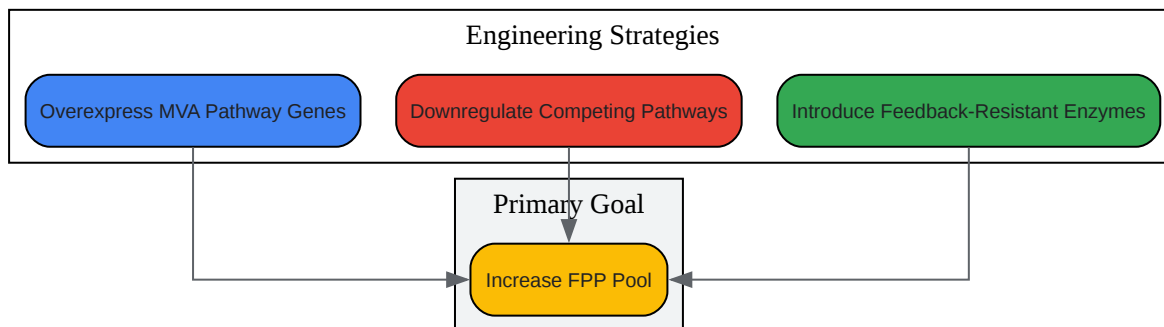 Engineering Strategies
Overexpress MVA Pathway Genes
Downregulate Competing Pathways
Introduce Feedback-Resistant Enzymes
Primary Goal
Increase FPP Pool